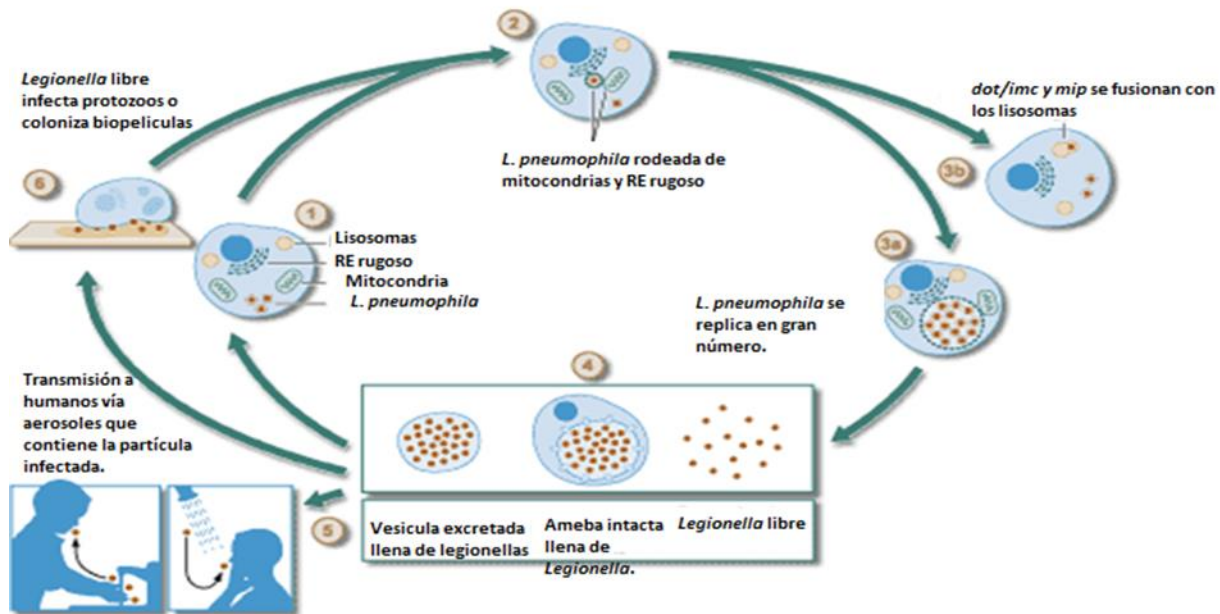 2
Legionella libre
infecta protozoos o
coloniza biopeliculas
dot/imc y mip se fusionan con
los lisosomas
L. pneumophila rodeada de
mitocondrias y RE rugoso
3b
6
1
Lisosomas
RE rugoso
Mitocondria
L. pneumophila
3a
L. pneumophila se
replica en gran
número.
4
Transmisión a
humanos vía
aerosoles que
contiene la partícula
infectada.
5
Vesicula excretada
llena de legionellas
Ameba intacta
llena de
Legionella.
Legionella libre